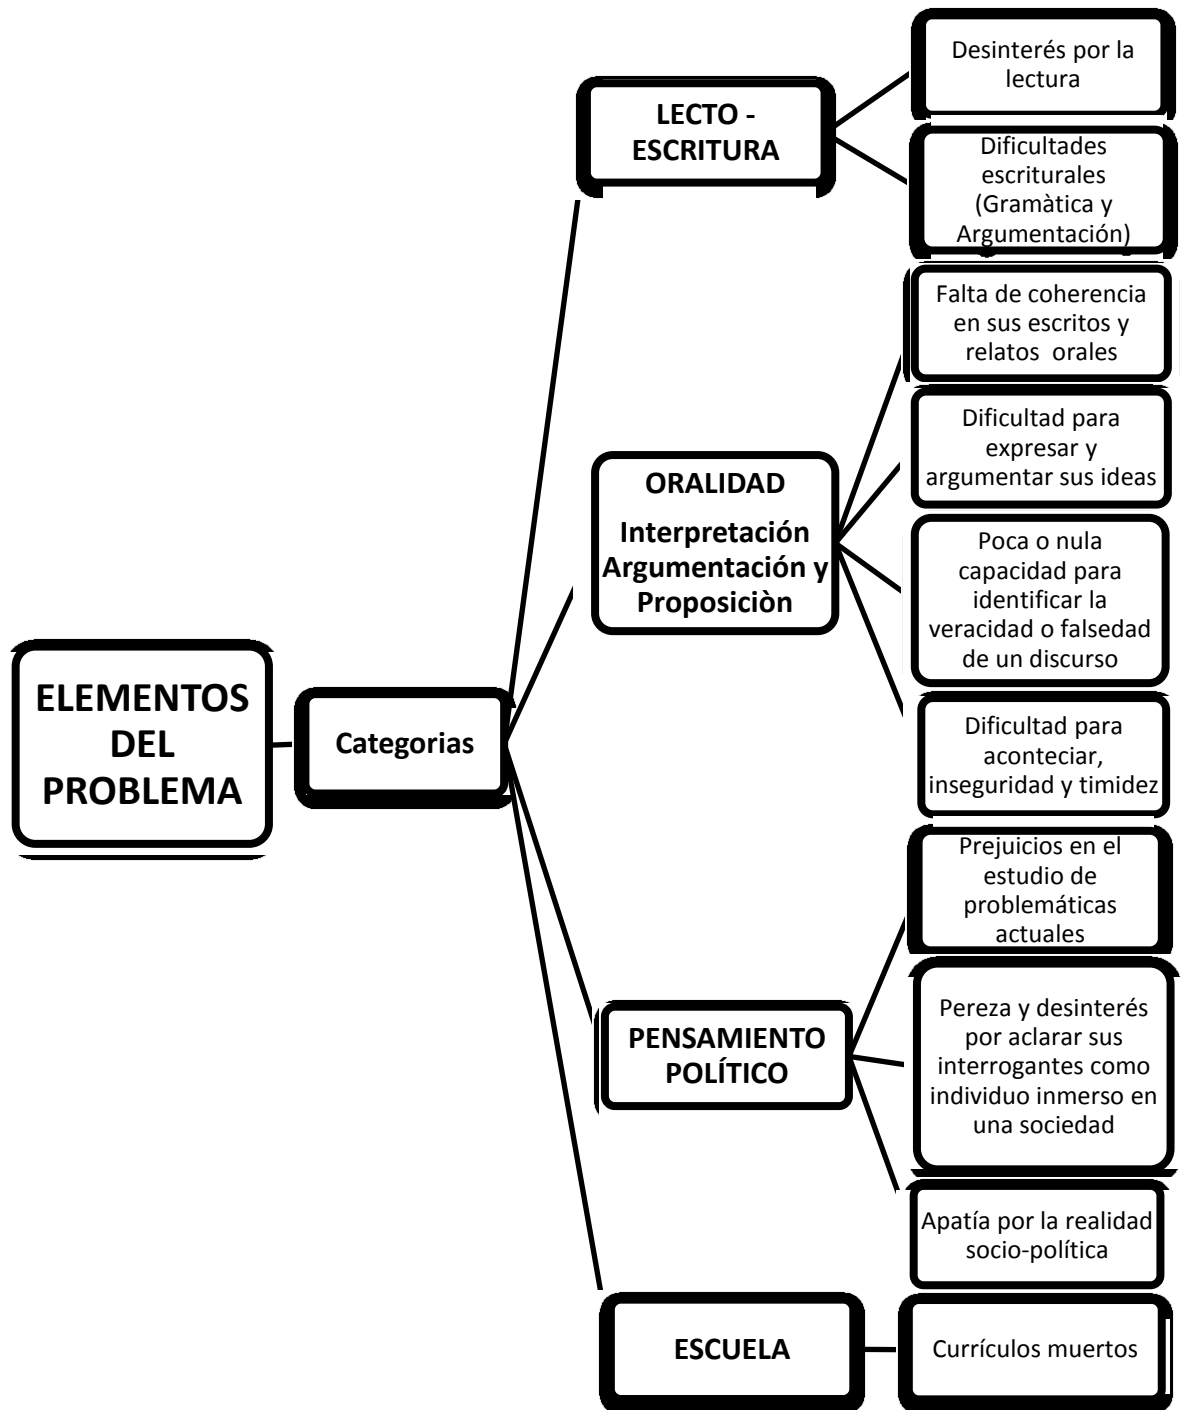 ELEMENTOS
DEL
PROBLEMA
Categorias
LECTO -
ESCRITURA
Desinterés por la
lectura
Dificultades
escriturales
(Gramàtica y
Argumentación)
ORALIDAD
Interpretación
Argumentación y
Proposiciòn
Falta de coherencia
en sus escritos y
relatos orales
Dificultad para
expresar y
argumentar sus ideas
Poca o nula
capacidad para
identificar la
veracidad o falsedad
de un discurso
Dificultad para
aconteciar,
inseguridad y timidez
PENSAMIENTO
POLÍTICO
Prejuicios en el
estudio de
problemáticas
actuales
Pereza y desinterés
por aclarar sus
interrogantes como
individuo inmerso en
una sociedad
Apatía por la realidad
socio-política
ESCUELA
Currículos muertos